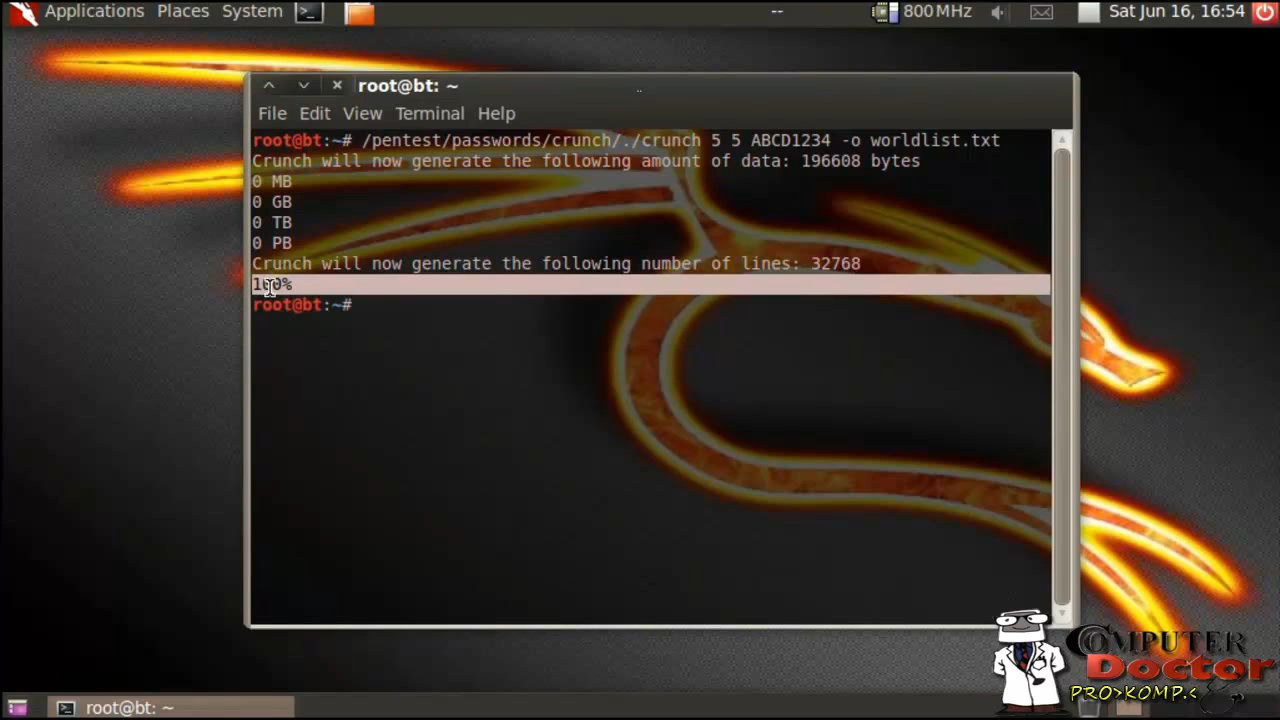 Applications Places System
-- 800 MHz Sat Jun 16, 16:54
root@bt: ~
File Edit View Terminal Help
root@bt:~# /pentest/passwords/crunch/./crunch 5 5 ABCD1234 -o worldlist.txt
Crunch will now generate the following amount of data: 196608 bytes
0 MB
0 GB
0 TB
0 PB
Crunch will now generate the following number of lines: 32768
100%
root@bt:~#
COMPUTER
Doctor
PRO>KOMP.<
root@bt: ~